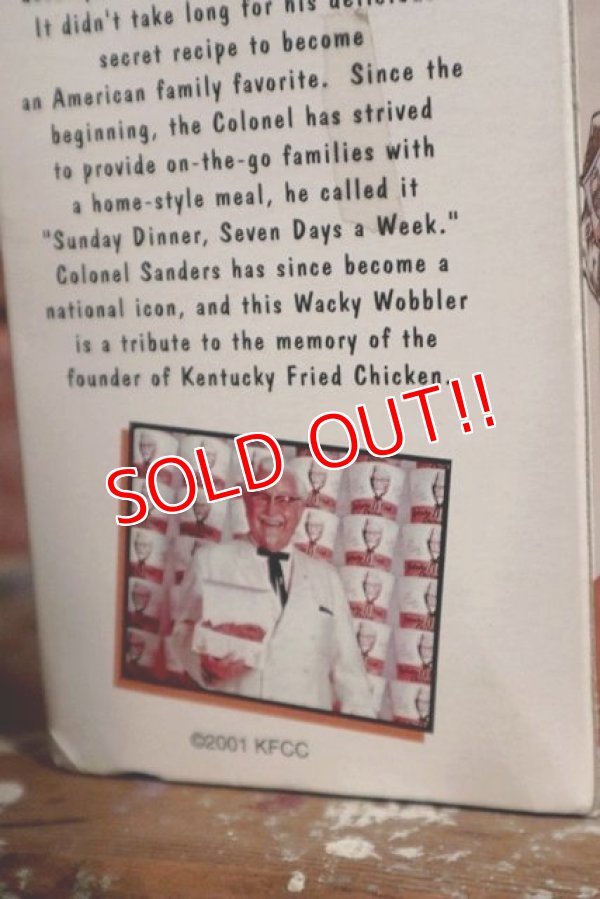 It didn't take long for his
secret recipe to become
an American family favorite. Since the
beginning, the Colonel has strived
to provide on-the-go families with
a home-style meal, he called it
"Sunday Dinner, Seven Days a Week."
Colonel Sanders has since become a
national icon, and this Wacky Wobbler
is a tribute to the memory of the
founder of Kentucky Fried Chicken.
SOLD OUT!!
©2001 KFCC